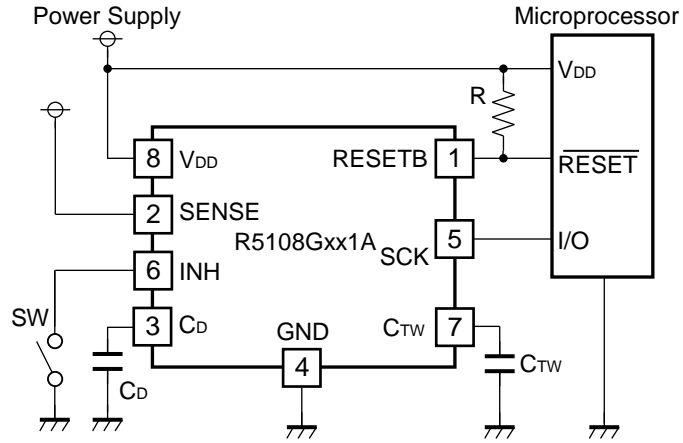 Power Supply
Microprocessor
VDD
R
8
VDD
RESETB
1
RESET
2
SENSE
R5108Gxx1A
SCK
5
I/O
6
INH
SW
3
CD
GND
CTW
7
4
CD
CTW